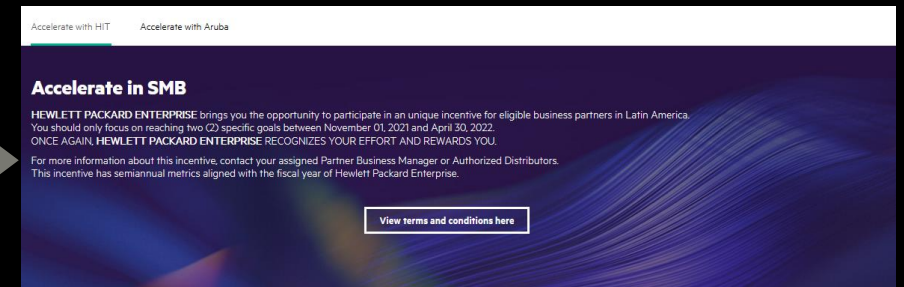 Accelerate with HIT Accelerate with Aruba
Accelerate in SMB
HEWLETT PACKARD ENTERPRISE brings you the opportunity to participate in an unique incentive for eligible business partners in Latin America.
You should only focus on reaching two (2) specific goals between November 01, 2021 and April 30, 2022.
ONCE AGAIN, HEWLETT PACKARD ENTERPRISE RECOGNIZES YOUR EFFORT AND REWARDS YOU.
For more information about this incentive, contact your assigned Partner Business Manager or Authorized Distributors.
This incentive has semiannual metrics aligned with the fiscal year of Hewlett Packard Enterprise.
View terms and conditions here